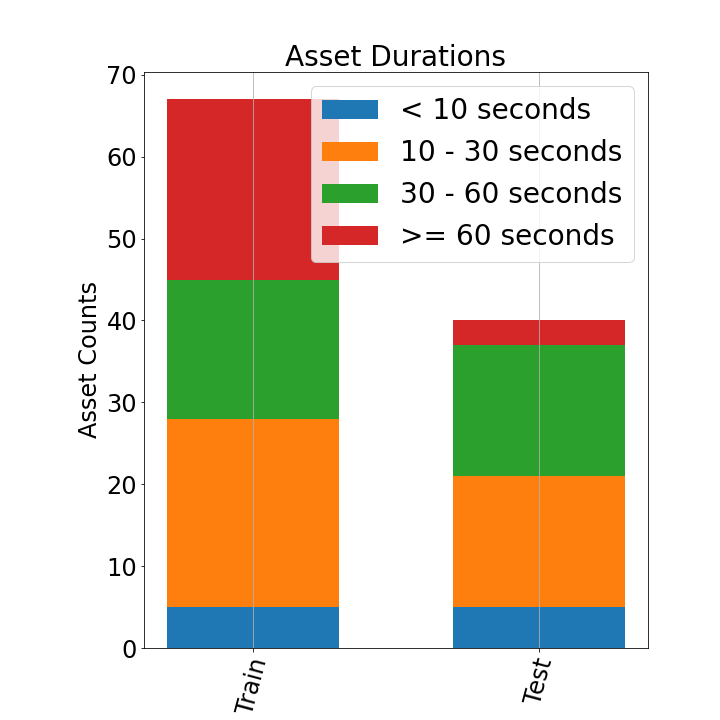 Asset Durations
70
60
50
40
30
20
10
0
Asset Counts
< 10 seconds
10 - 30 seconds
30 - 60 seconds
>= 60 seconds
Train
Test